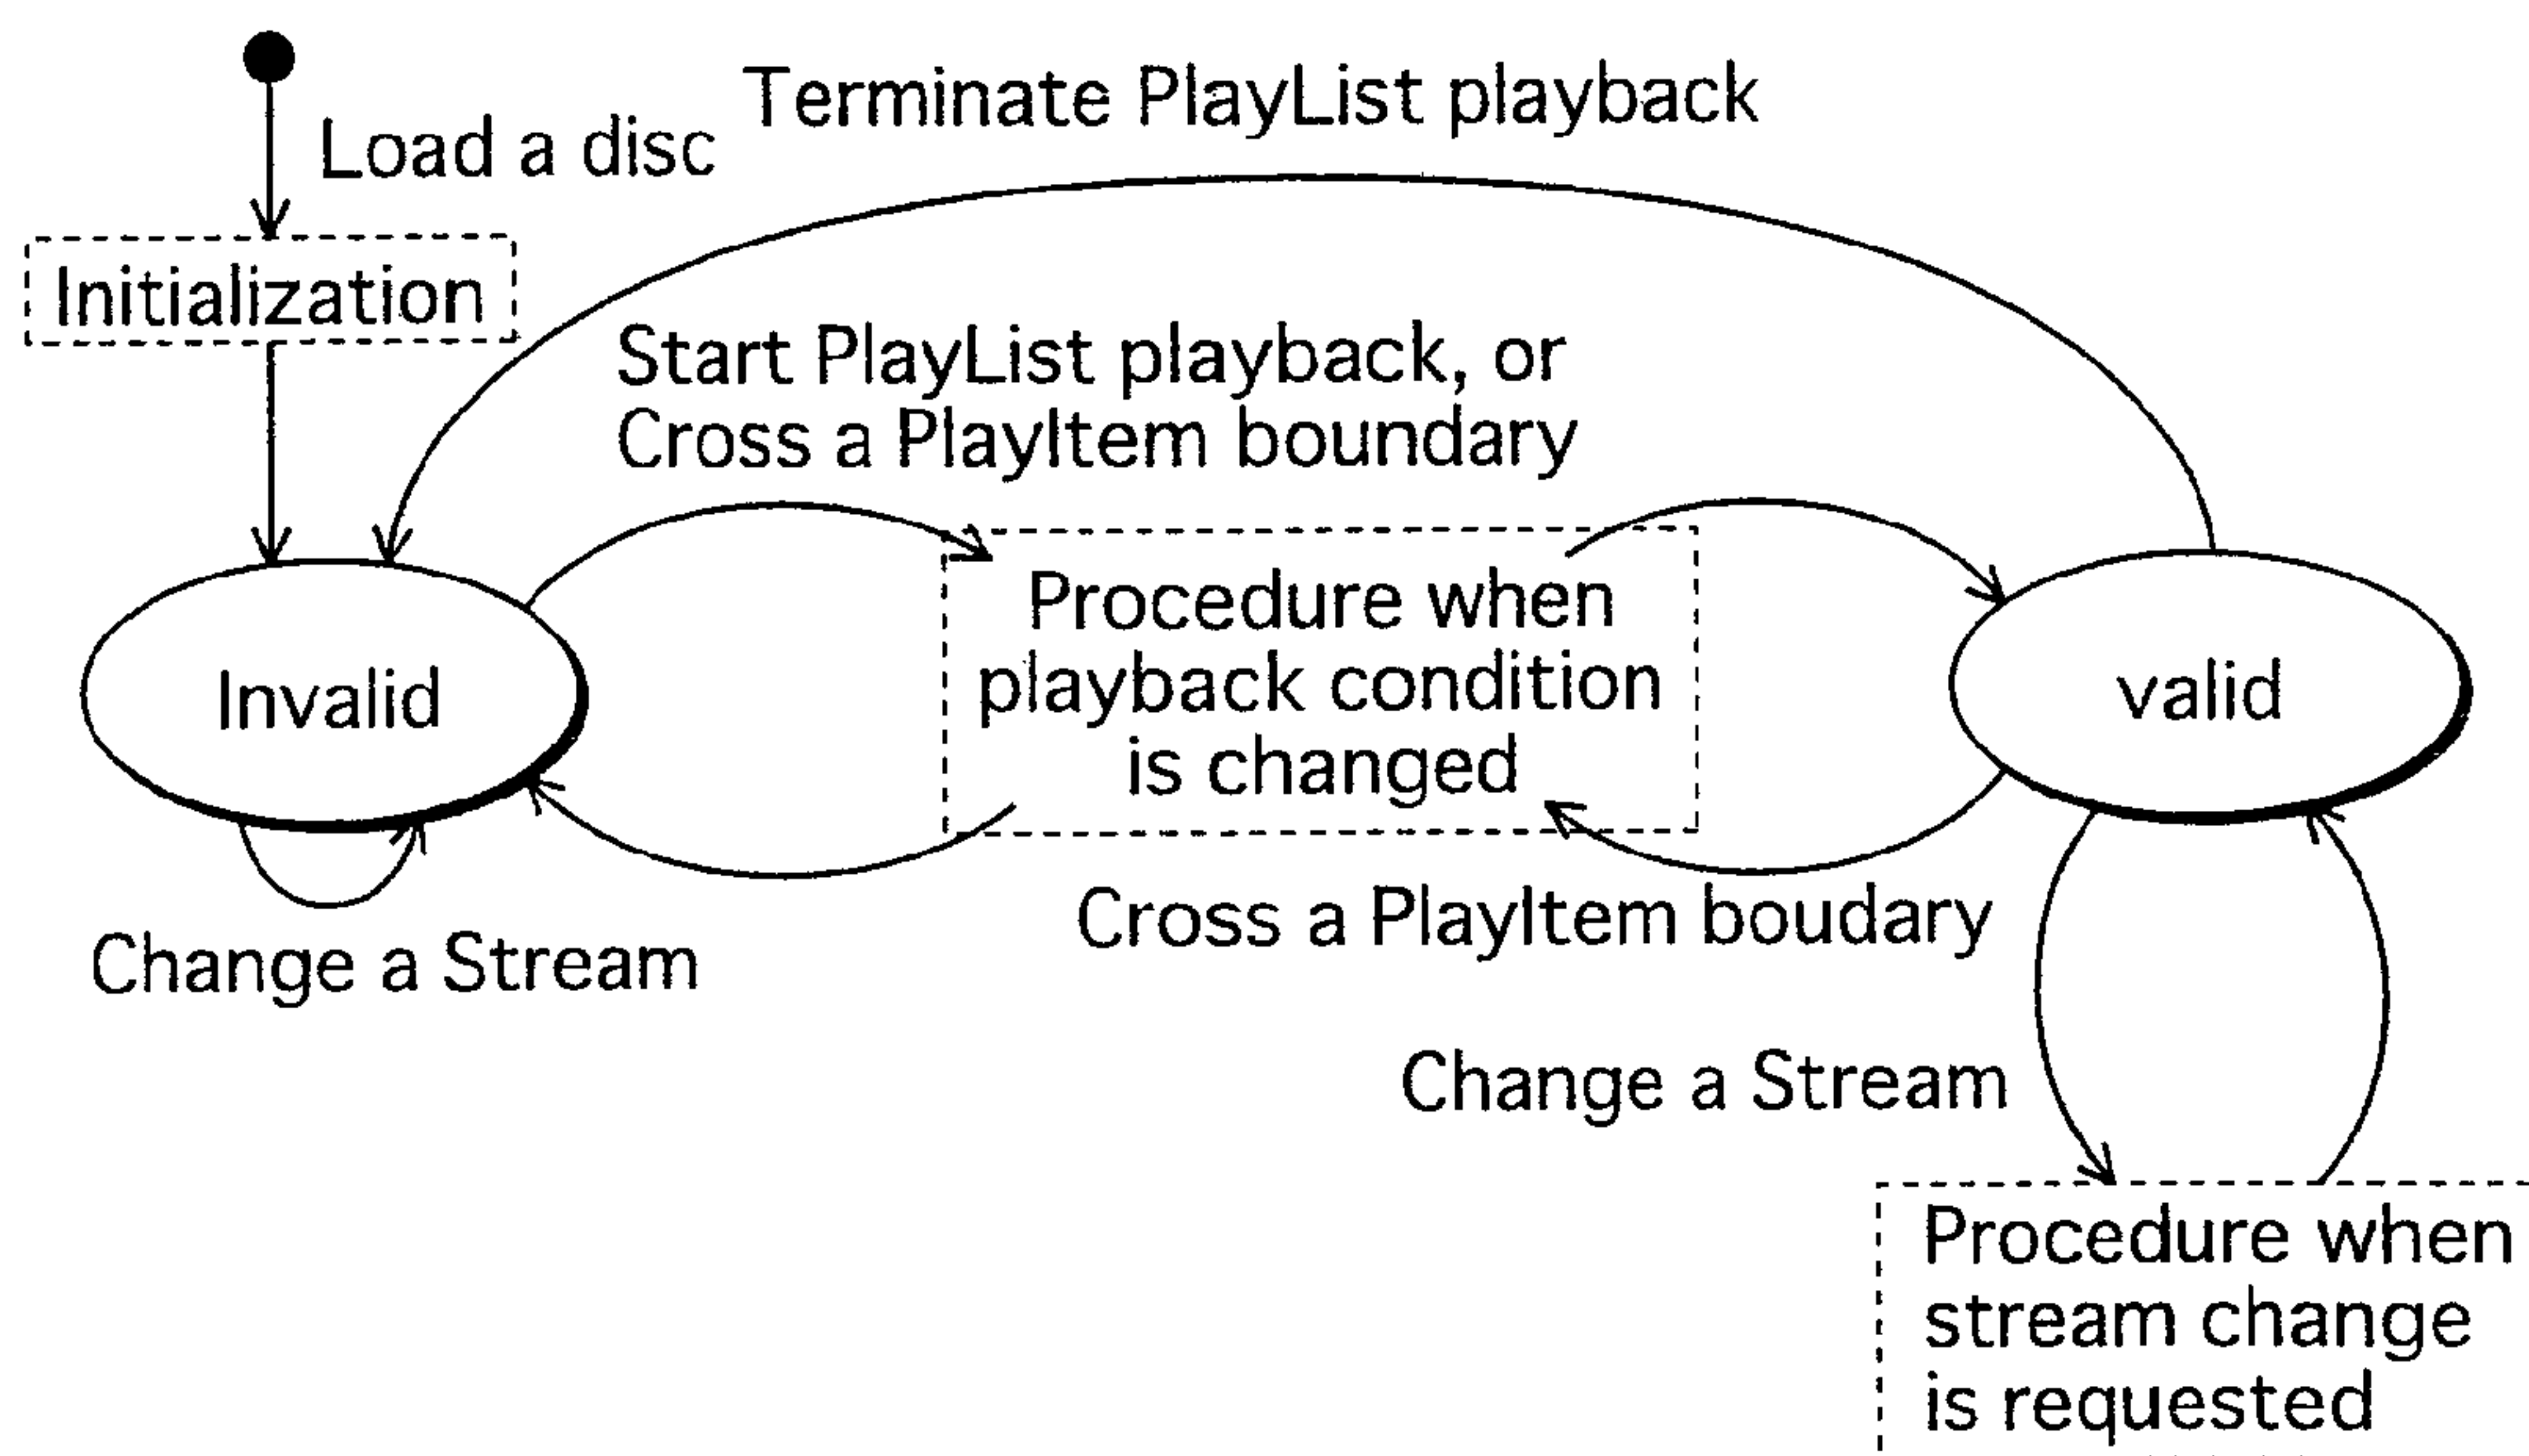 Terminate PlayList playback
Load a disc
Initialization
Start PlayList playback, or
Cross a PlayItem boundary
Procedure when
playback condition
is changed
Invalid
valid
Cross a PlayItem boudary
Change a Stream
Change a Stream
Procedure when
stream change
is requested